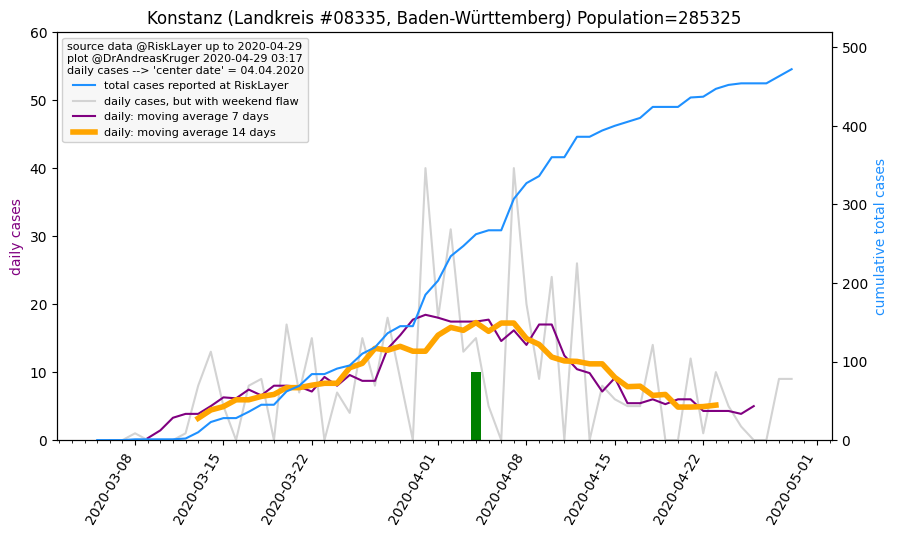 Konstanz (Landkreis #08335, Baden-Württemberg) Population=285325
source data @RiskLayer up to 2020-04-29
plot @DrAndreasKruger 2020-04-29 03:17
daily cases --> 'center date' = 04.04.2020
total cases reported at RiskLayer
daily cases, but with weekend flaw
daily: moving average 7 days
daily: moving average 14 days
daily cases
60
50
40
30
20
10
0
500
400
300
200
100
0
cumulative total cases
2020-03-08
2020-03-15
2020-03-22
2020-04-01
2020-04-08
2020-04-15
2020-04-22
2020-05-01